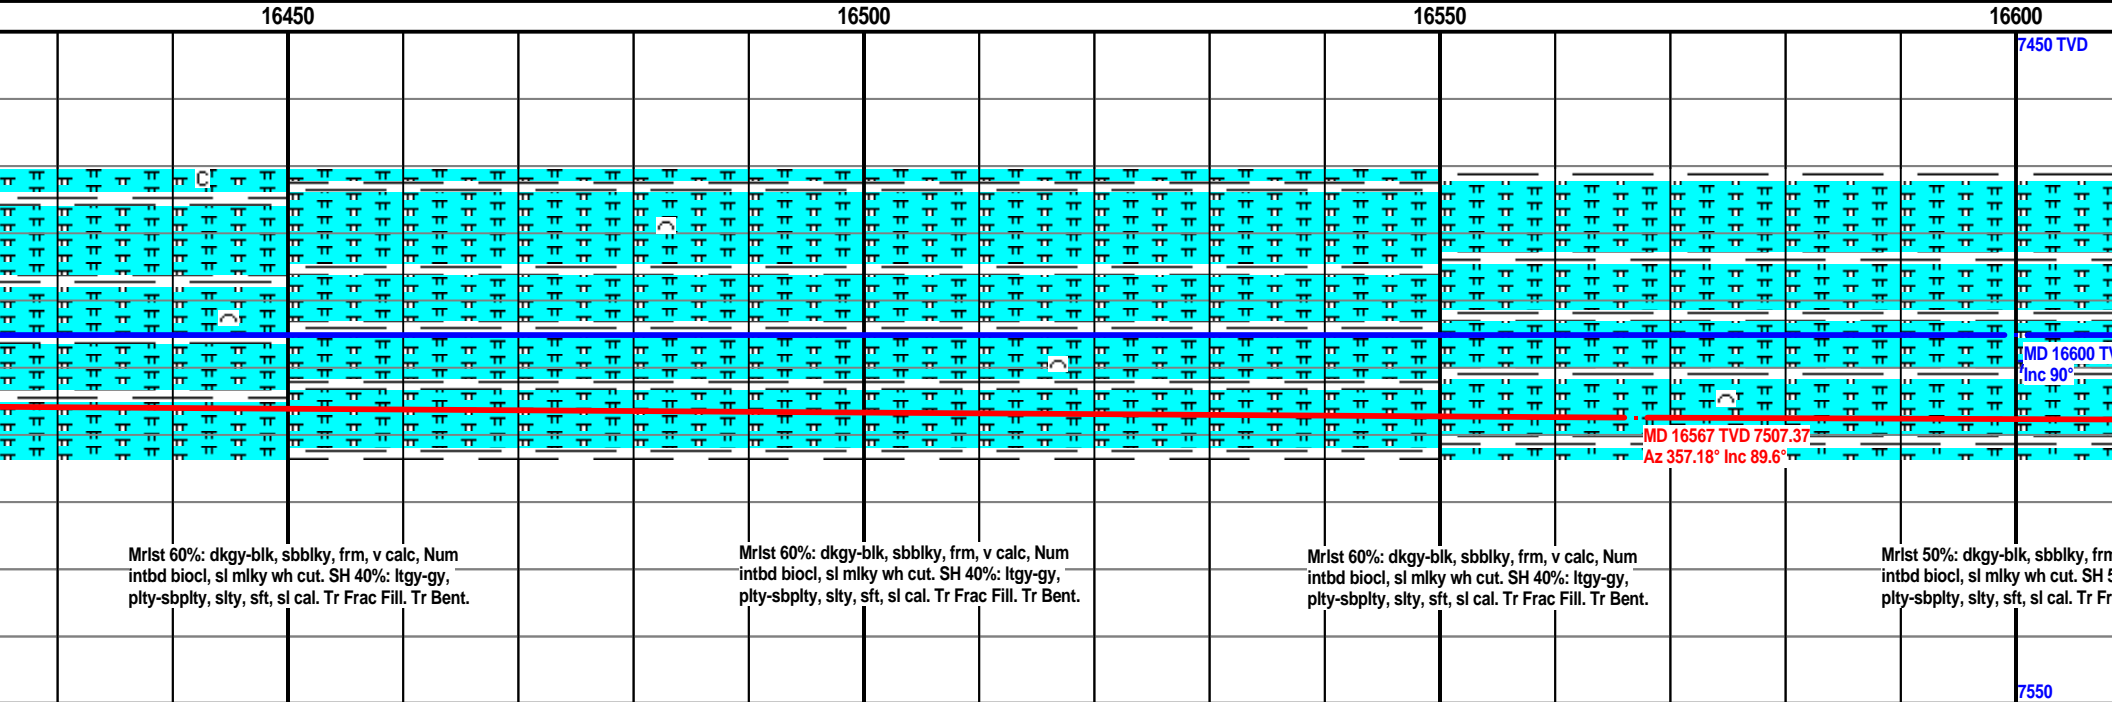 16450 16500 16550 16600
7450 TVD
C
MD 16600 TV
Inc 90°
MD 16567 TVD 7507.37
Az 357.18° Inc 89.6°
Mrlst 60%: dkgy-blk, sbblky, frm, v calc, Num
intbd biocl, sl mlky wh cut. SH 40%: ltgy-gy,
plty-sbplty, slty, sft, sl cal. Tr Frac Fill. Tr Bent.
Mrlst 60%: dkgy-blk, sbblky, frm, v calc, Num
intbd biocl, sl mlky wh cut. SH 40%: ltgy-gy,
plty-sbplty, slty, sft, sl cal. Tr Frac Fill. Tr Bent.
Mrlst 60%: dkgy-blk, sbblky, frm, v calc, Num
intbd biocl, sl mlky wh cut. SH 40%: ltgy-gy,
plty-sbplty, slty, sft, sl cal. Tr Frac Fill. Tr Bent.
Mrlst 50%: dkgy-blk, sbblky, frm
intbd biocl, sl mlky wh cut. SH 5
plty-sbplty, slty, sft, sl cal. Tr Fr
7550